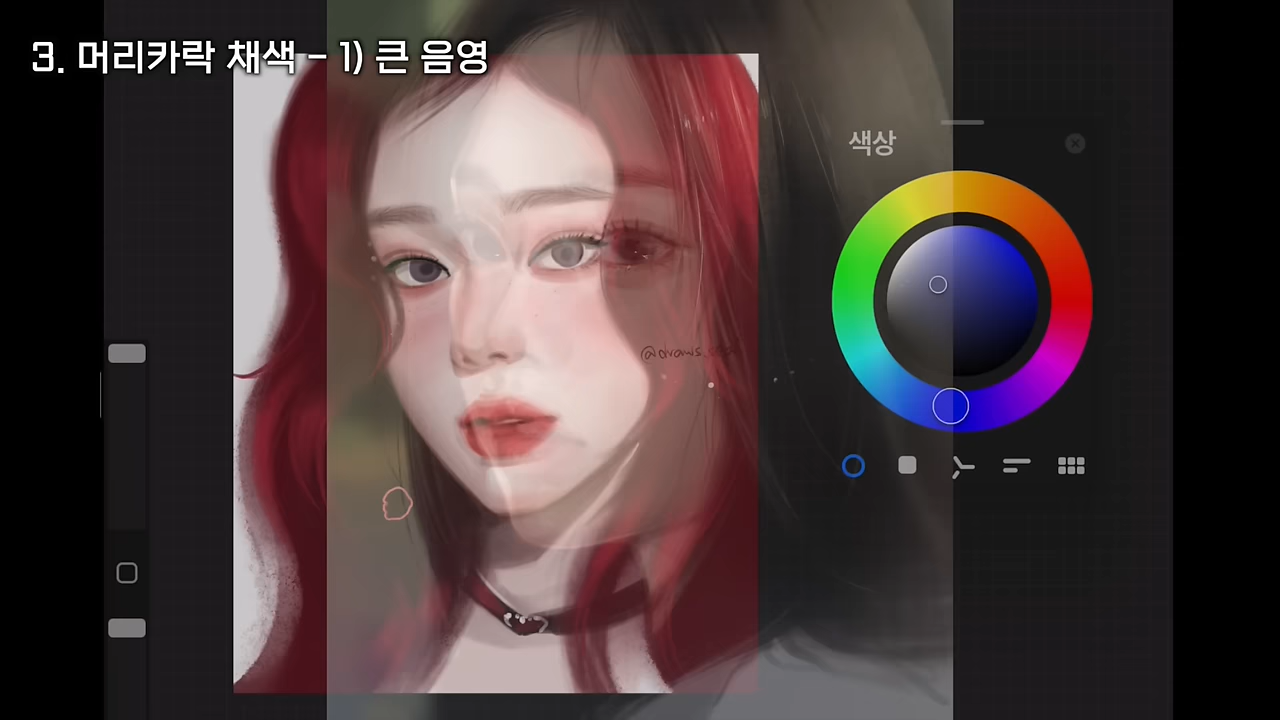 3. 머리카락 채색 - 1) 큰 음영
색상